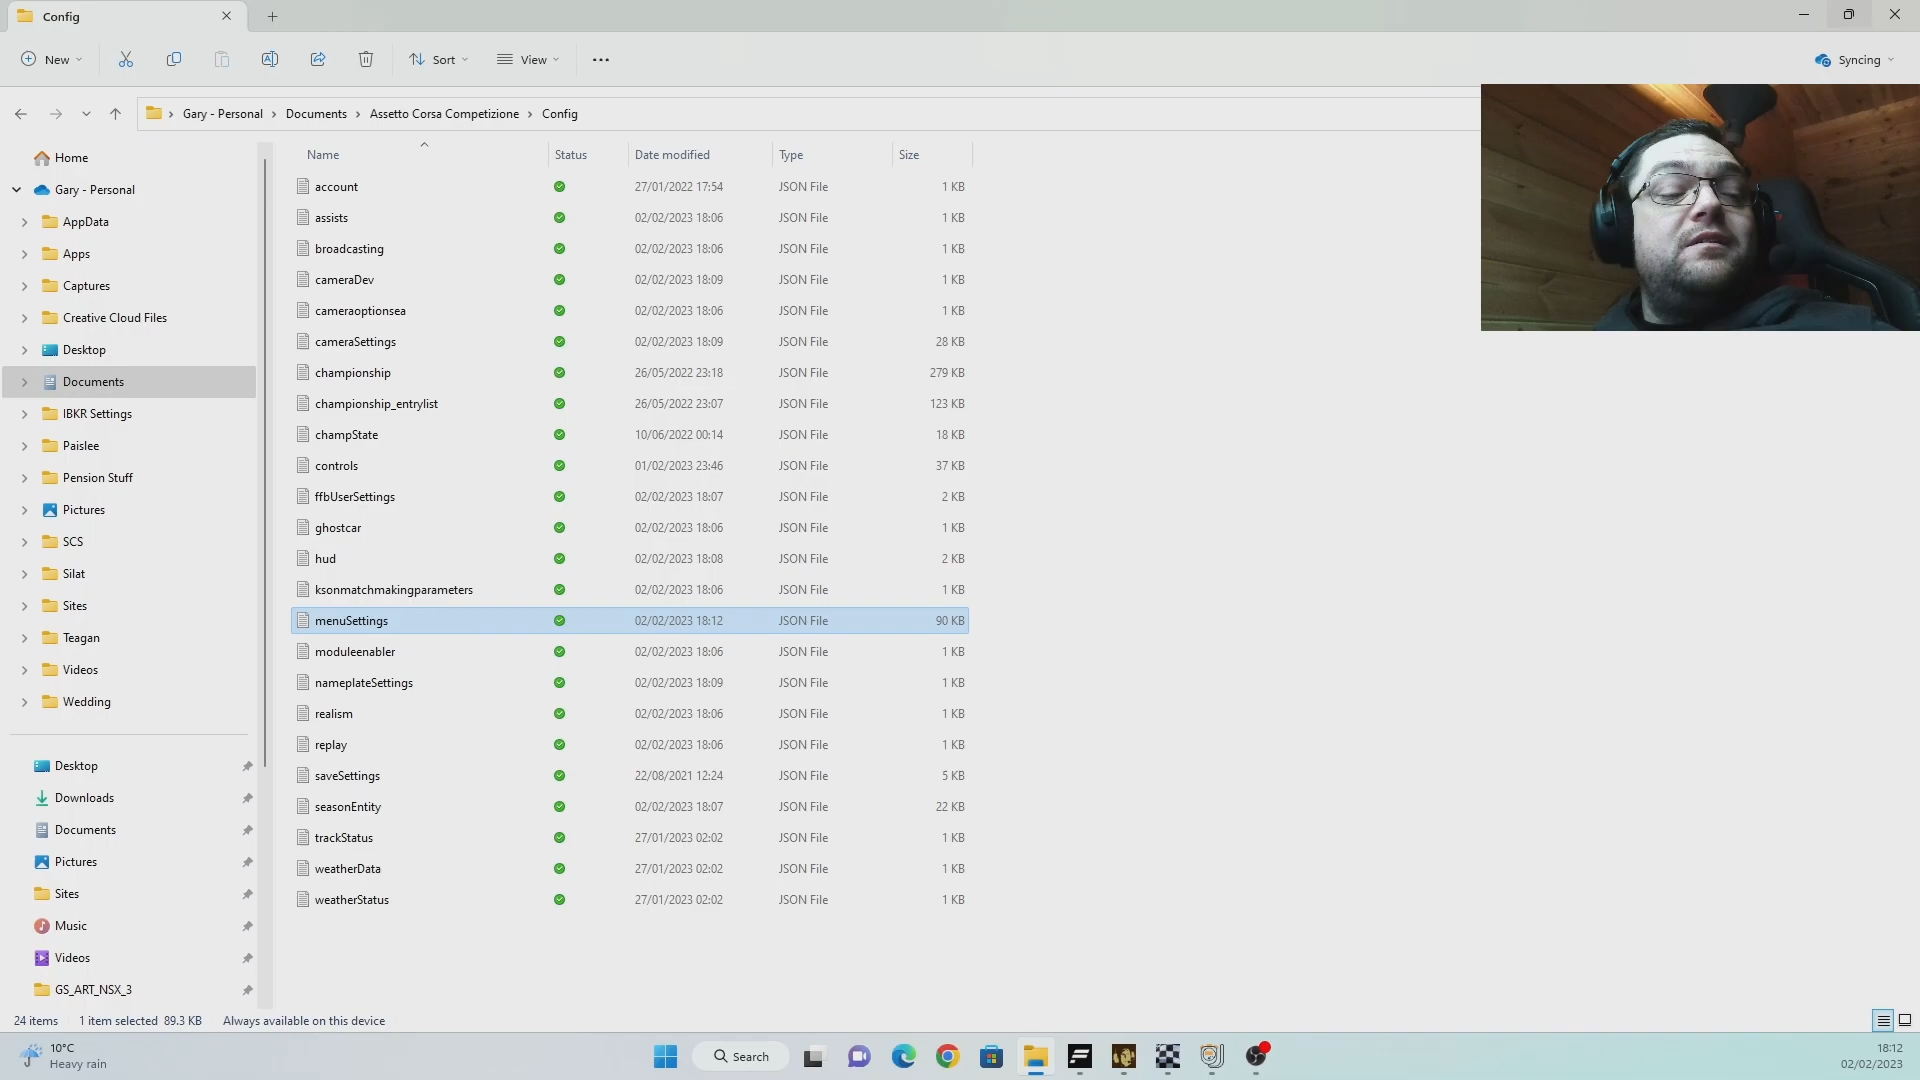 Config
New
Sort
View
Syncing
Gary - Personal
Documents
Assetto Corsa Competizione
Config
Home
Gary - Personal
AppData
Apps
Captures
Creative Cloud Files
Desktop
Documents
IBKR Settings
Paislee
Pension Stuff
Pictures
SCS
Silat
Sites
Teagan
Videos
Wedding
Desktop
Downloads
Documents
Pictures
Sites
Music
Videos
GS_ART_NSX_3
Name Status Date modified Type Size
account 27/01/2022 17:54 JSON File 1 KB
assists 02/02/2023 18:06 JSON File 1 KB
broadcasting 02/02/2023 18:06 JSON File 1 KB
cameraDev 02/02/2023 18:09 JSON File 1 KB
cameraoptionsea 02/02/2023 18:06 JSON File 1 KB
cameraSettings 02/02/2023 18:09 JSON File 28 KB
championship 26/05/2022 23:18 JSON File 279 KB
championship_entrylist 26/05/2022 23:07 JSON File 123 KB
champState 10/06/2022 00:14 JSON File 18 KB
controls 01/02/2023 23:46 JSON File 37 KB
ffbUserSettings 02/02/2023 18:07 JSON File 2 KB
ghostcar 02/02/2023 18:06 JSON File 1 KB
hud 02/02/2023 18:08 JSON File 2 KB
ksonmatchmakingparameters 02/02/2023 18:06 JSON File 1 KB
menuSettings 02/02/2023 18:12 JSON File 90 KB
moduleenabler 02/02/2023 18:06 JSON File 1 KB
nameplateSettings 02/02/2023 18:09 JSON File 1 KB
realism 02/02/2023 18:06 JSON File 1 KB
replay 02/02/2023 18:06 JSON File 1 KB
saveSettings 22/08/2021 12:24 JSON File 5 KB
seasonEntity 02/02/2023 18:07 JSON File 22 KB
trackStatus 27/01/2023 02:02 JSON File 1 KB
weatherData 27/01/2023 02:02 JSON File 1 KB
weatherStatus 27/01/2023 02:02 JSON File 1 KB
24 items 1 item selected 89.3 KB Always available on this device
10°C
Heavy rain
Search
18:12
02/02/2023